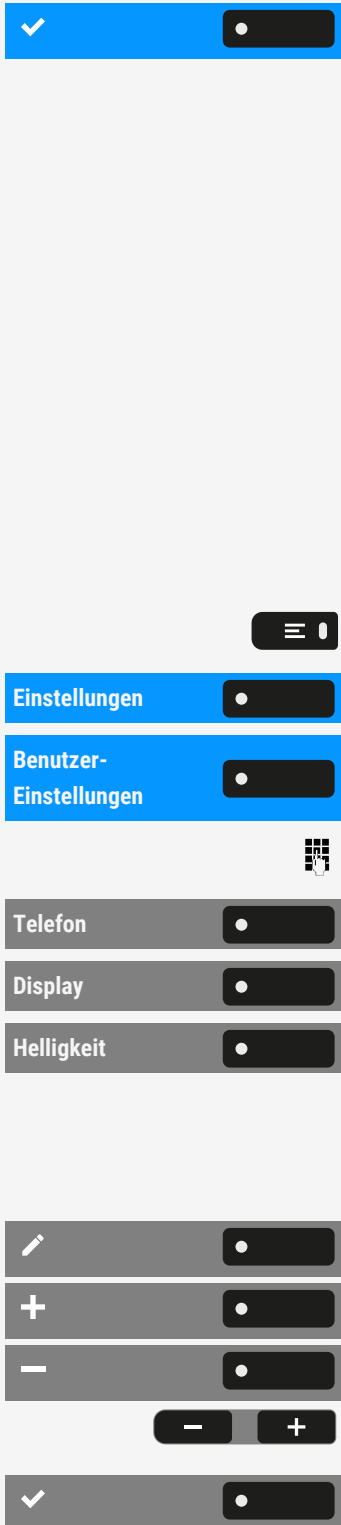 Einstellungen
Benutzer-
Einstellungen
Telefon
Display
Helligkeit